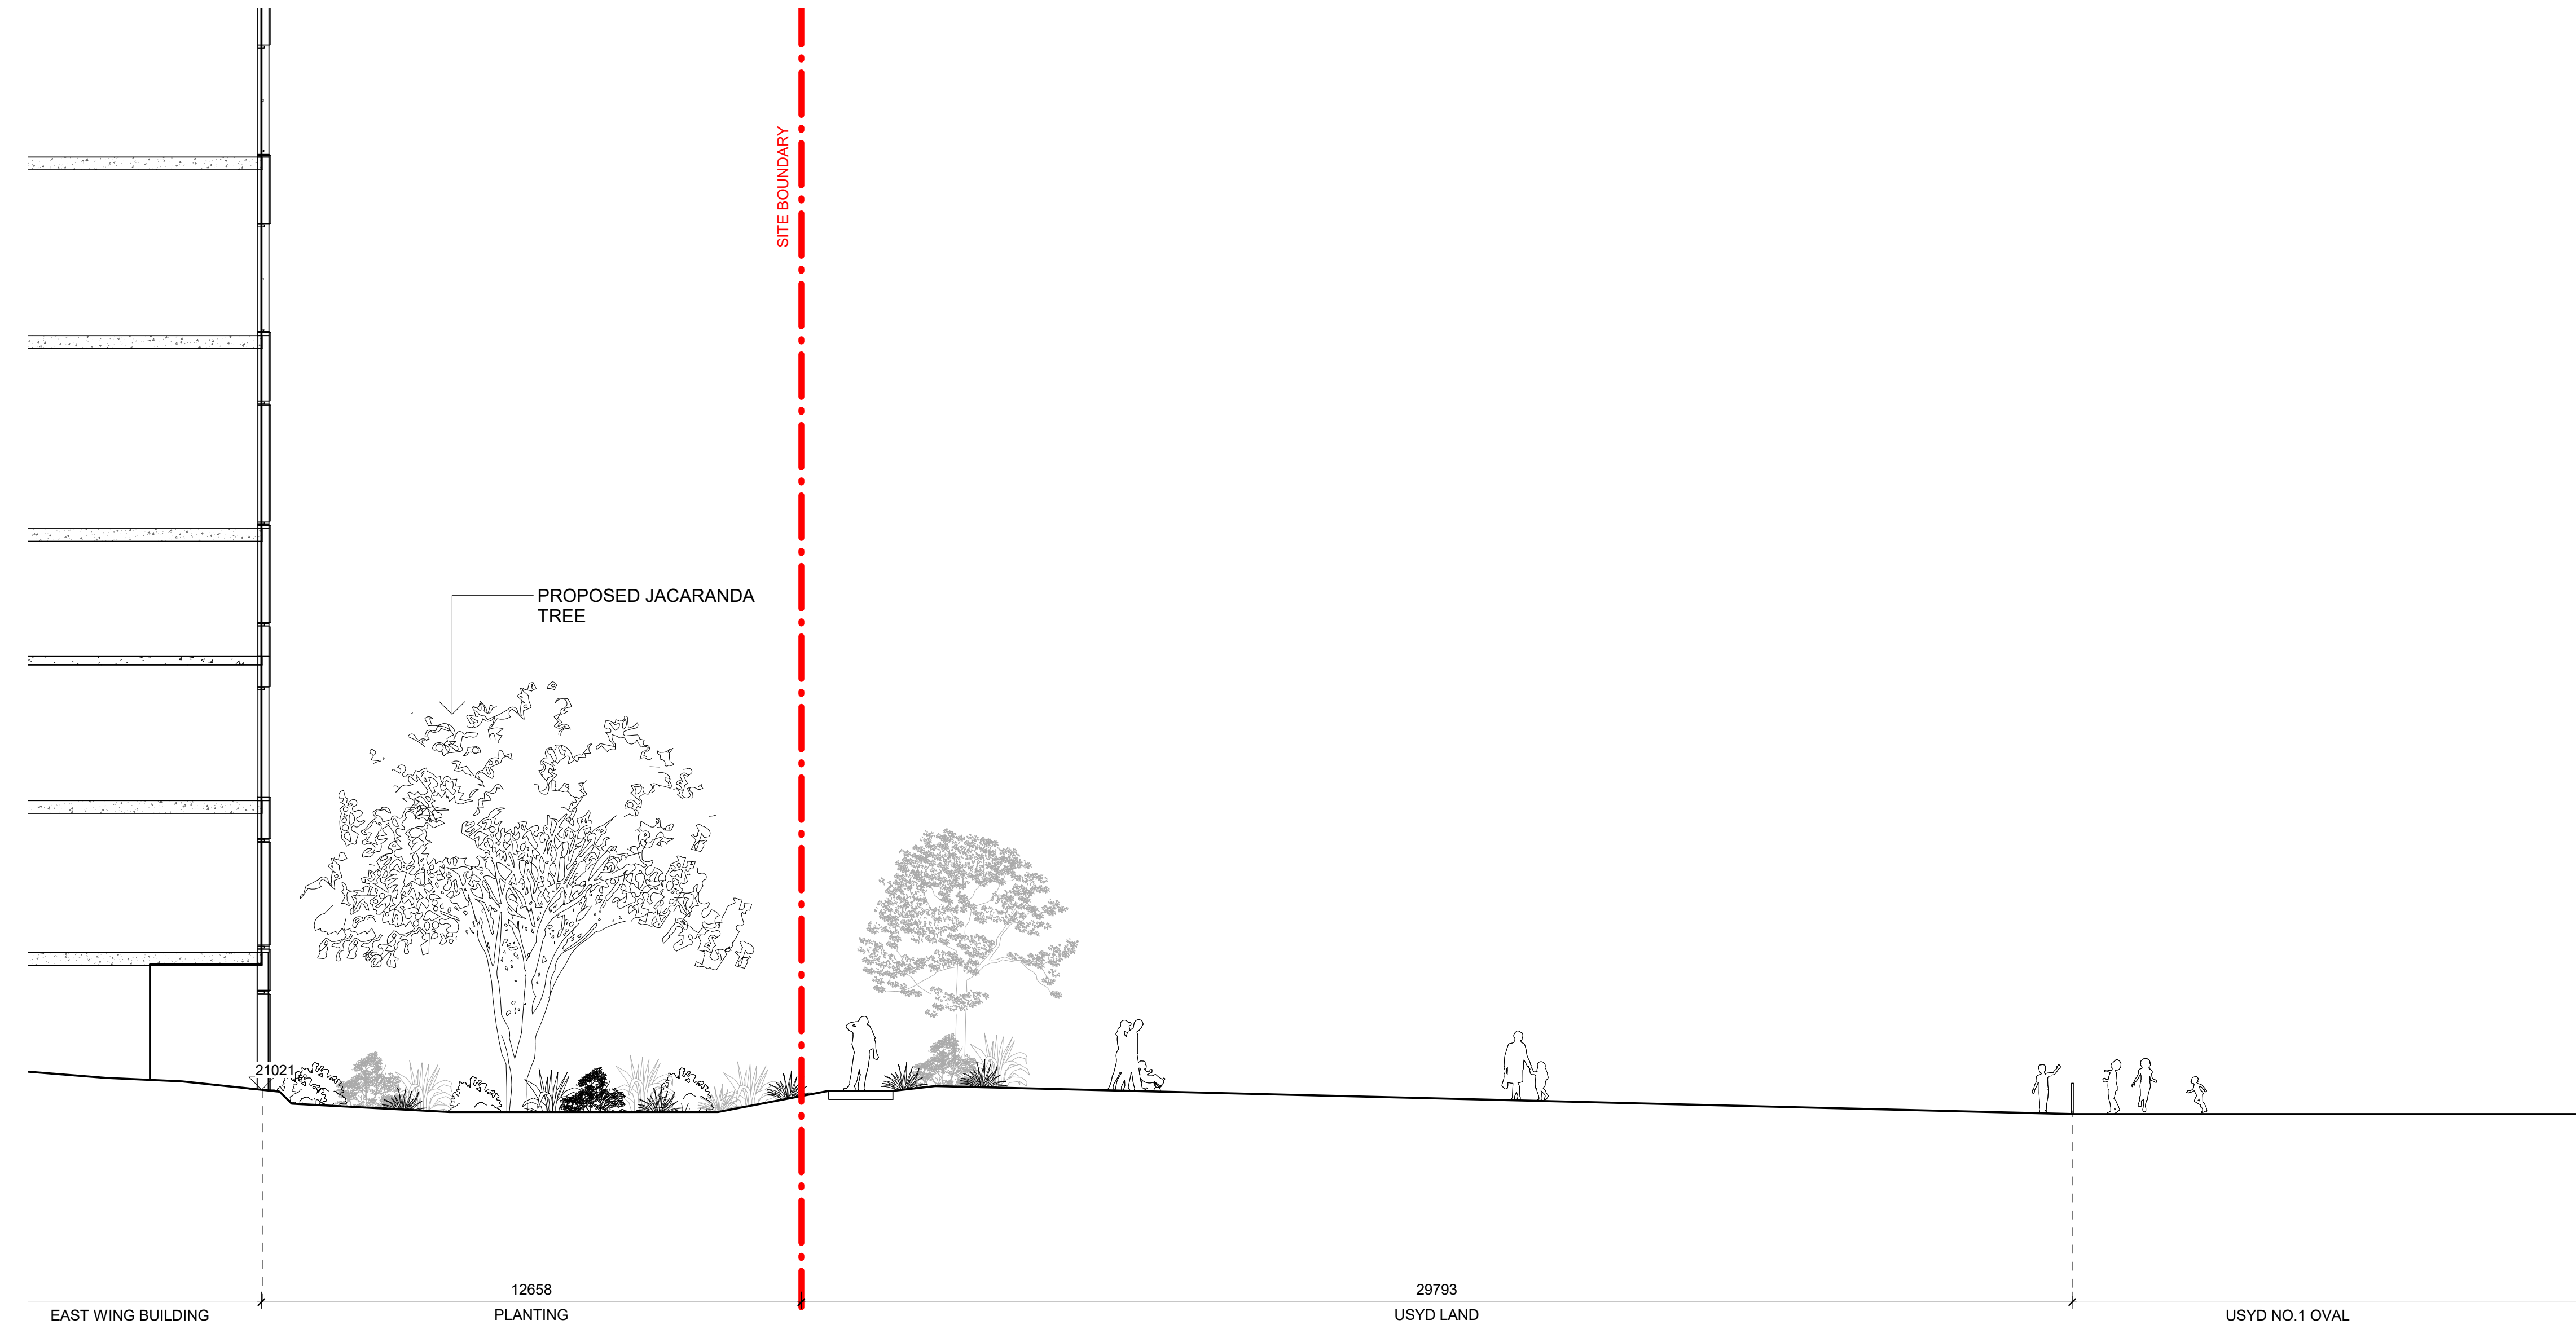 SITE BOUNDARY
PROPOSED JACARANDA
TREE
21021
12658
29793
EAST WING BUILDING
PLANTING
USYD LAND
USYD NO.1 OVAL